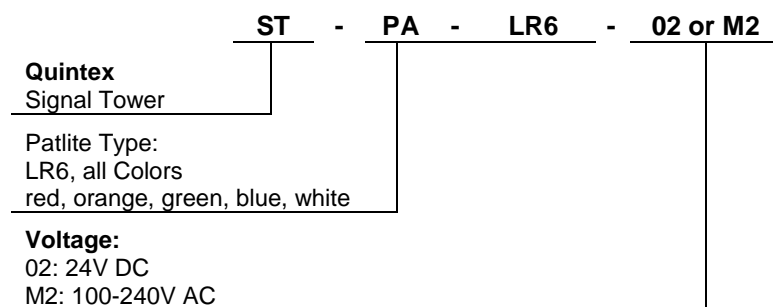 ST - PA - LR6 - 02 or M2
Quintex
Signal Tower
Patlite Type:
LR6, all Colors
red, orange, green, blue, white
Voltage:
02: 24V DC
M2: 100-240V AC